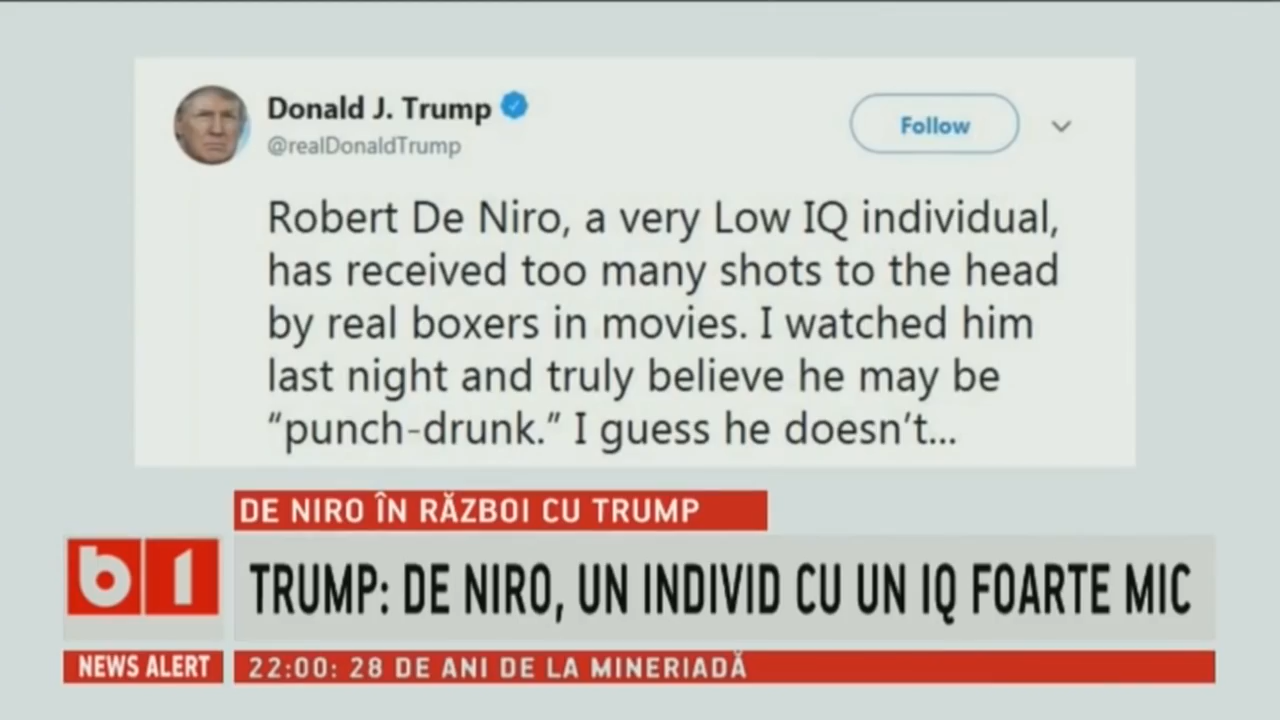 Donald J. Trump
@realDonaldTrump
Follow
Robert De Niro, a very Low IQ individual,
has received too many shots to the head
by real boxers in movies. I watched him
last night and truly believe he may be
“punch-drunk.” I guess he doesn’t...
DE NIRO ÎN RĂZBOI CU TRUMP
b1
TRUMP: DE NIRO, UN INDIVID CU UN IQ FOARTE MIC
NEWS ALERT
22:00: 28 DE ANI DE LA MINERIADĂ